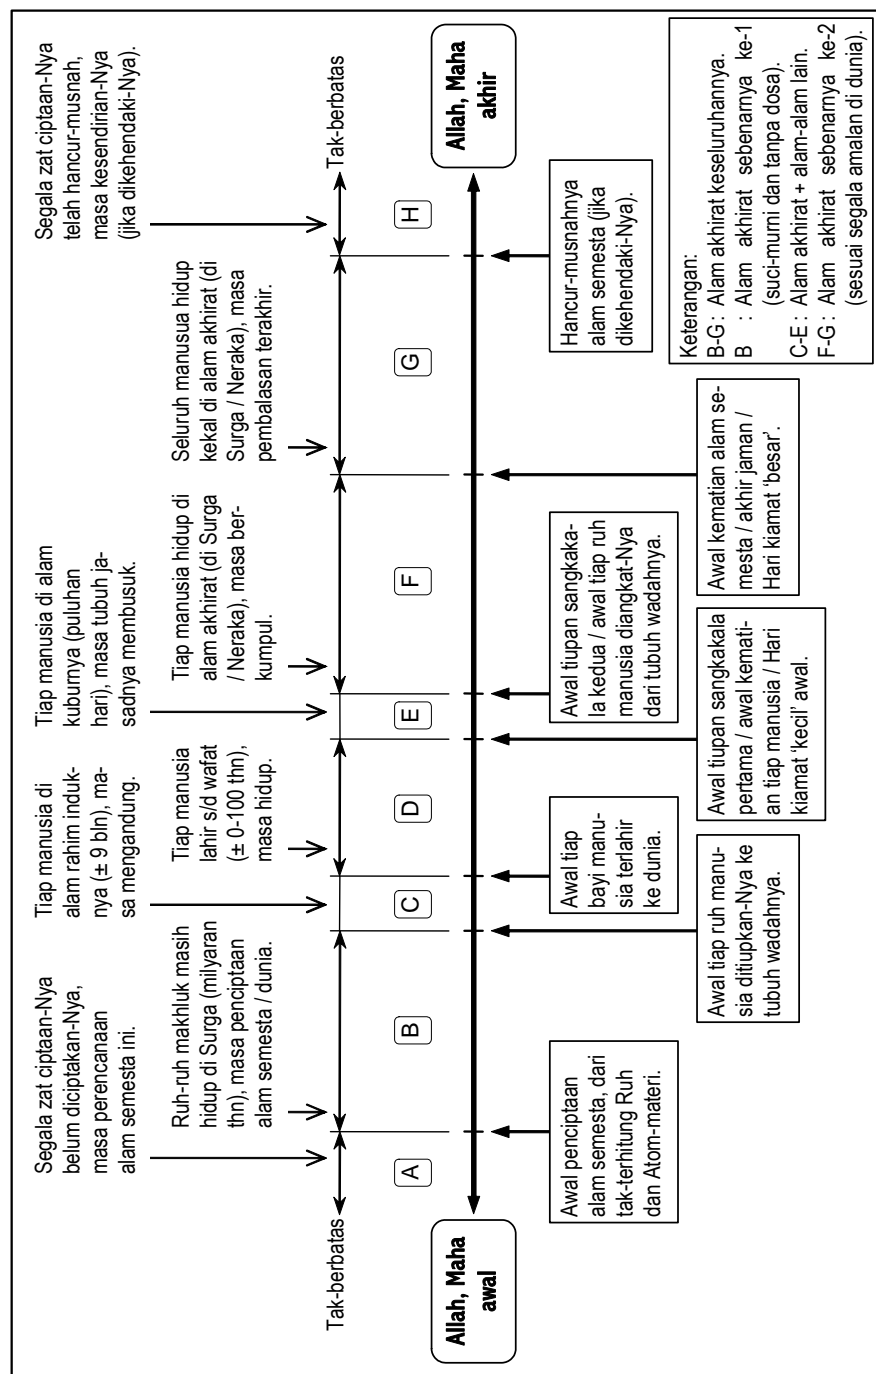 Segala zat ciptaan-Nya
belum diciptakan-Nya,
masa perencanaan
alam semesta ini.
Tiap manusia di
alam rahim induk-
nya (± 9 bln), ma-
sa mengandung.
Tiap manusia di alam
kuburnya (puluhan
hari), masa tubuh ja-
sadnya membusuk.
Segala zat ciptaan-Nya
telah hancur-musnah,
masa kesendirian-Nya
(jika dikehendaki-Nya).
Ruh-ruh makhluk masih
hidup di Surga (milyaran
thn), masa penciptaan
alam semesta / dunia.
Tiap manusia
lahir s/d wafat
(± 0-100 thn),
masa hidup.
Tiap manusia hidup di
alam akhirat (di Surga
/ Neraka), masa ber-
kumpul.
Seluruh manusua hidup
kekal di alam akhirat (di
Surga / Neraka), masa
pembalasan terakhir.
Tak-berbatas
Tak-berbatas
A
B
C
D
E
F
G
H
Allah, Maha
awal
Allah, Maha
akhir
Awal penciptaan
alam semesta, dari
tak-terhitung Ruh
dan Atom-materi.
Awal tiap
bayi manu-
sia terlahir
ke dunia.
Awal tiupan sangkaka-
la kedua / awal tiap ruh
manusia diangkat-Nya
dari tubuh wadahnya.
Hancur-musnahnya
alam semesta (jika
dikehendaki-Nya).
Awal tiap ruh manu-
sia ditiupkan-Nya ke
tubuh wadahnya.
Awal tiupan sangkakala
pertama / awal kemati-
an tiap manusia / Hari
kiamat ‘kecil’ awal.
Awal kematian alam se-
mesta / akhir jaman /
Hari kiamat ‘besar’.
Keterangan:
B-G : Alam akhirat keseluruhannya.
B : Alam akhirat sebenarnya ke-1
(suci-murni dan tanpa dosa).
C-E : Alam akhirat + alam-alam lain.
F-G : Alam akhirat sebenarnya ke-2
(sesuai segala amalan di dunia).